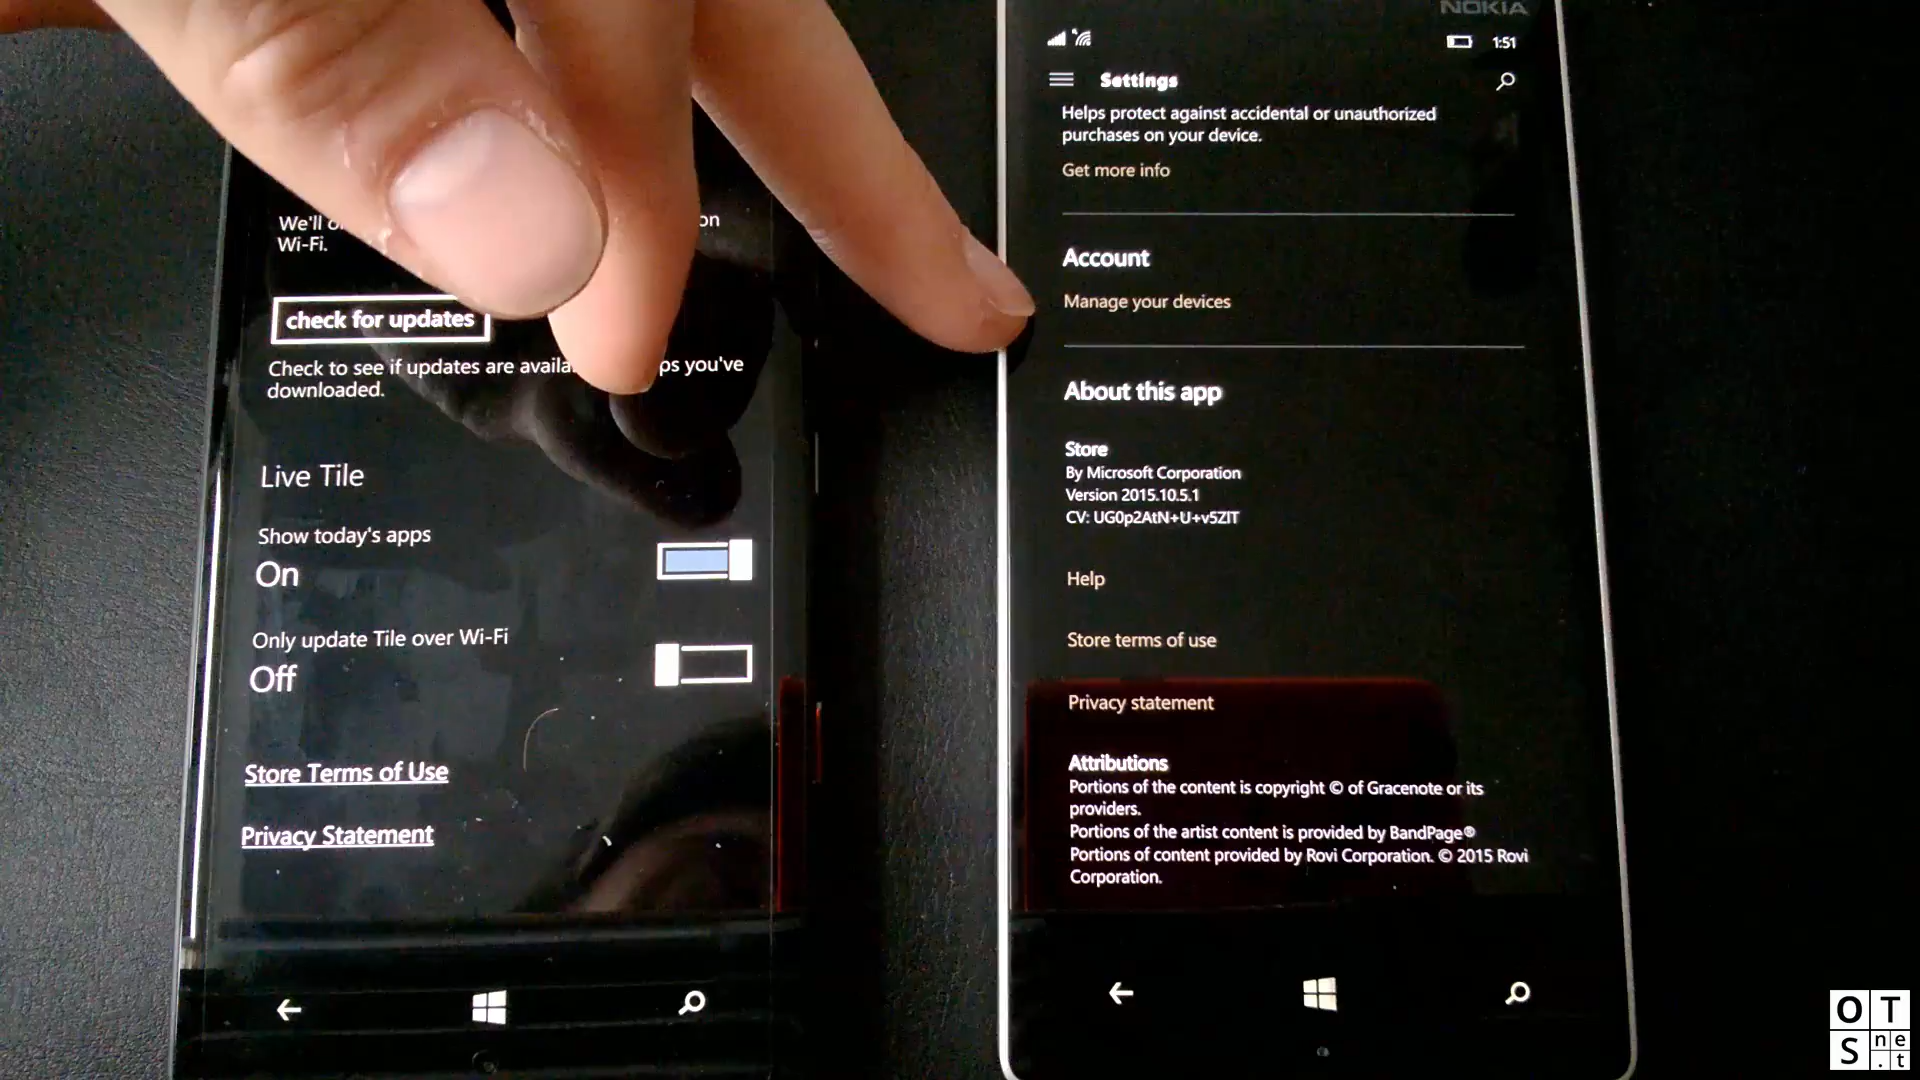 We'll o
on
Wi-Fi.
check for updates
Check to see if updates are availa
ps you've
downloaded.
Live Tile
Show today's apps
On
Only update Tile over Wi-Fi
Off
Store Terms of Use
Privacy Statement
NOKIA
1:51
Settings
Helps protect against accidental or unauthorized
purchases on your device.
Get more info
Account
Manage your devices
About this app
Store
By Microsoft Corporation
Version 2015.10.5.1
CV: UG0p2AtN+U+v5ZIT
Help
Store terms of use
Privacy statement
Attributions
Portions of the content is copyright © of Gracenote or its
providers.
Portions of the artist content is provided by BandPage®
Portions of content provided by Rovi Corporation. © 2015 Rovi
Corporation.
OTS.net